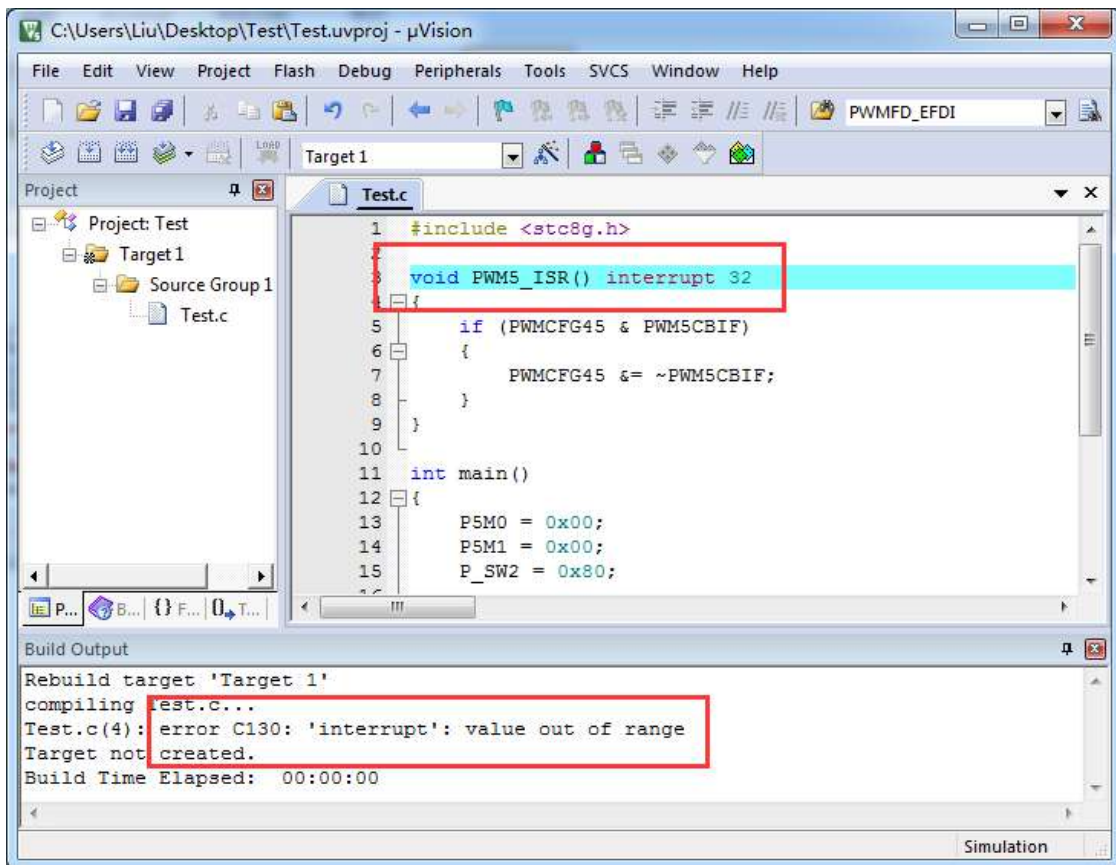 C:\Users\Liu\Desktop\Test\Test.uvproj - µVision
File Edit View Project Flash Debug Peripherals Tools SVCS Window Help
PWMFD_EFDI
LOAD Target 1
Project
Project: Test
Target 1
Source Group 1
Test.c
P... B... {} F... 0 T...
Test.c
1 #include <stc8g.h>
2
3 void PWM5_ISR() interrupt 32
4 {
5 if (PWMCFG45 & PWM5CBIF)
6 {
7 PWMCFG45 &= ~PWM5CBIF;
8 }
9 }
10
11 int main()
12 {
13 P5M0 = 0x00;
14 P5M1 = 0x00;
15 P_SW2 = 0x80;
Build Output
Rebuild target 'Target 1'
compiling Test.c...
Test.c(4): error C130: 'interrupt': value out of range
Target not created.
Build Time Elapsed: 00:00:00
Simulation